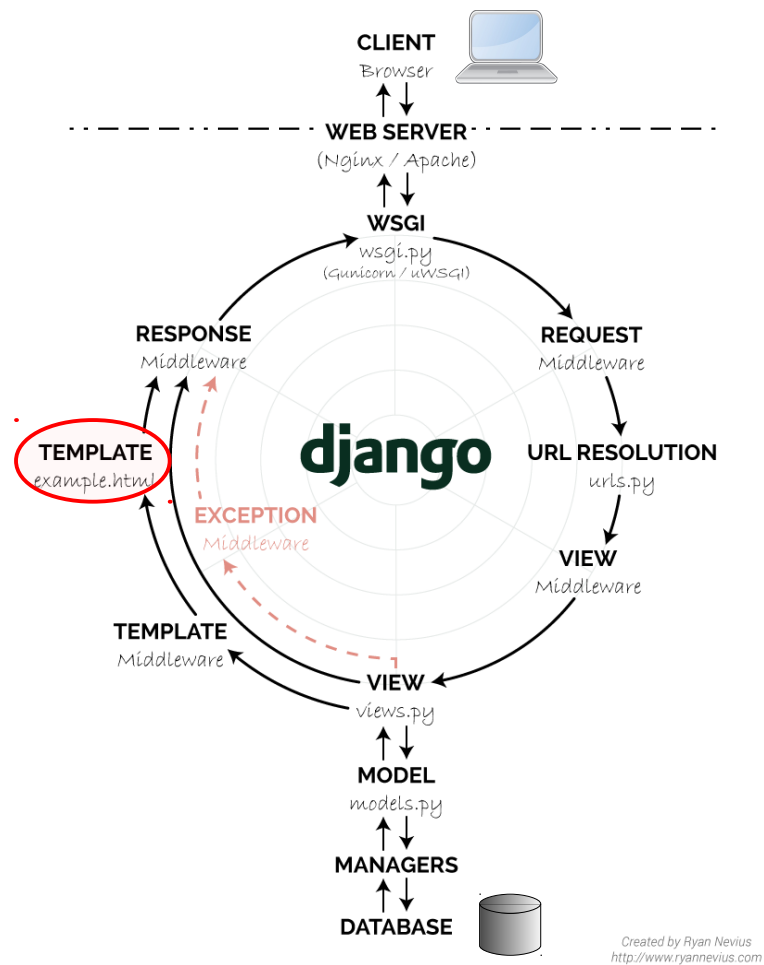 CLIENT
Browser
WEB SERVER
(Nginx / Apache)
WSGI
wsgi.py
(Gunicorn / uWSGI)
RESPONSE
Middleware
REQUEST
Middleware
TEMPLATE
example.html
django
URL RESOLUTION
urls.py
EXCEPTION
Middleware
VIEW
Middleware
TEMPLATE
Middleware
VIEW
views.py
MODEL
models.py
MANAGERS
DATABASE
Created by Ryan Nevius
http://www.ryannevius.com